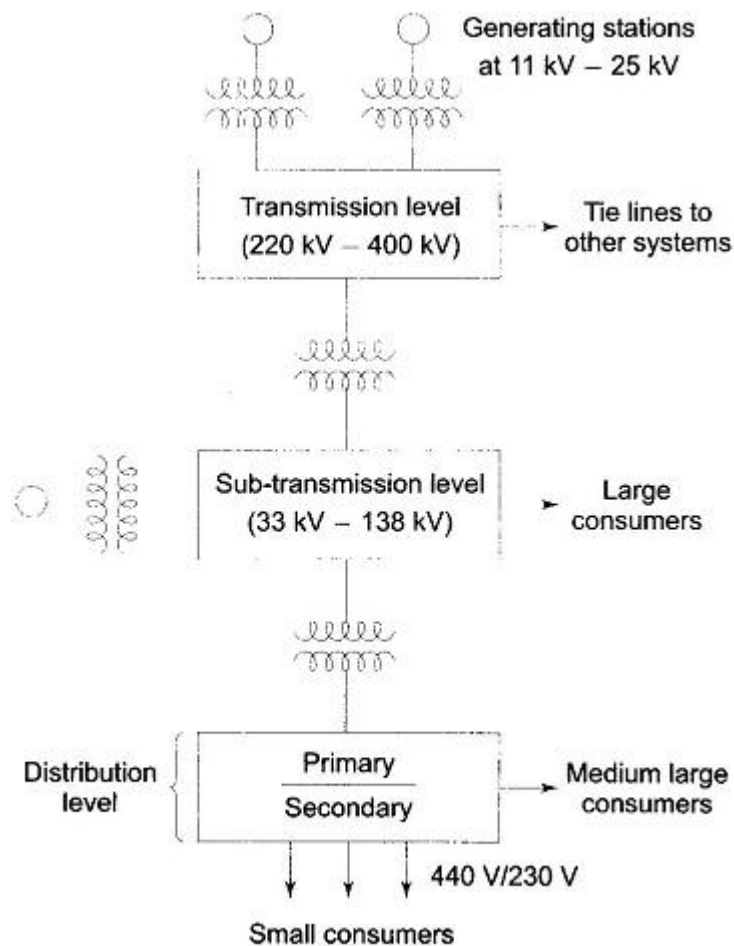 Generating stations
at 11 kV – 25 kV
Transmission level
(220 kV – 400 kV)
Tie lines to
other systems
Sub-transmission level
(33 kV – 138 kV)
Large
consumers
Distribution
level
Primary
Secondary
Medium large
consumers
440 V/230 V
Small consumers